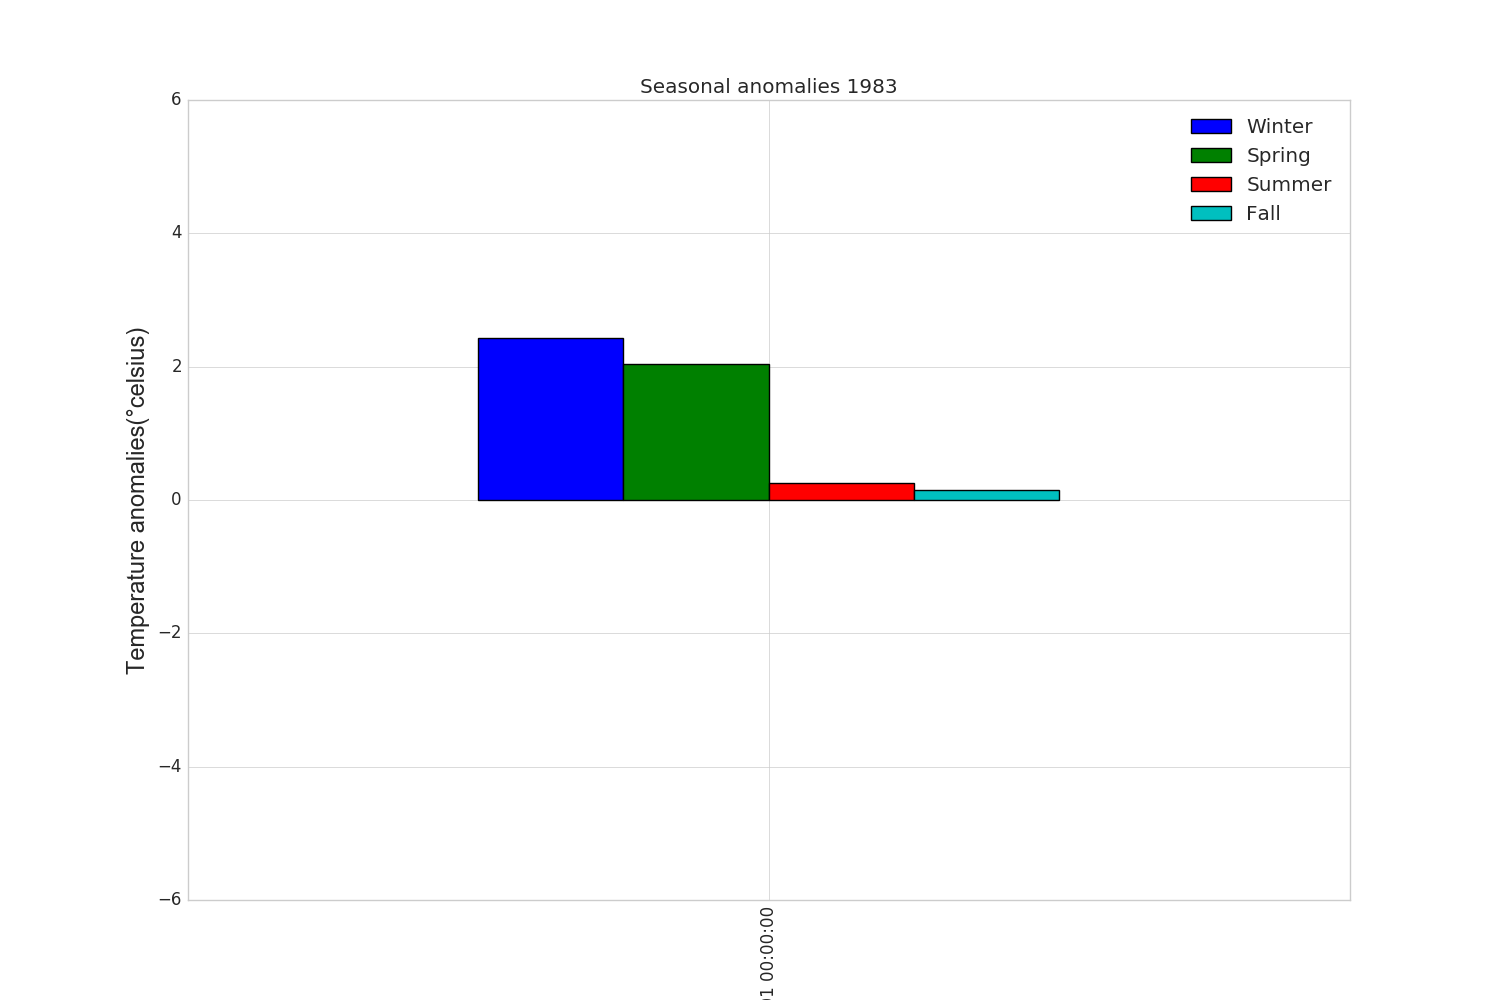 Seasonal anomalies 1983
Winter
Spring
Summer
Fall
6
4
2
0
−2
−4
−6
Temperature anomalies(°celsius)
00:00:00